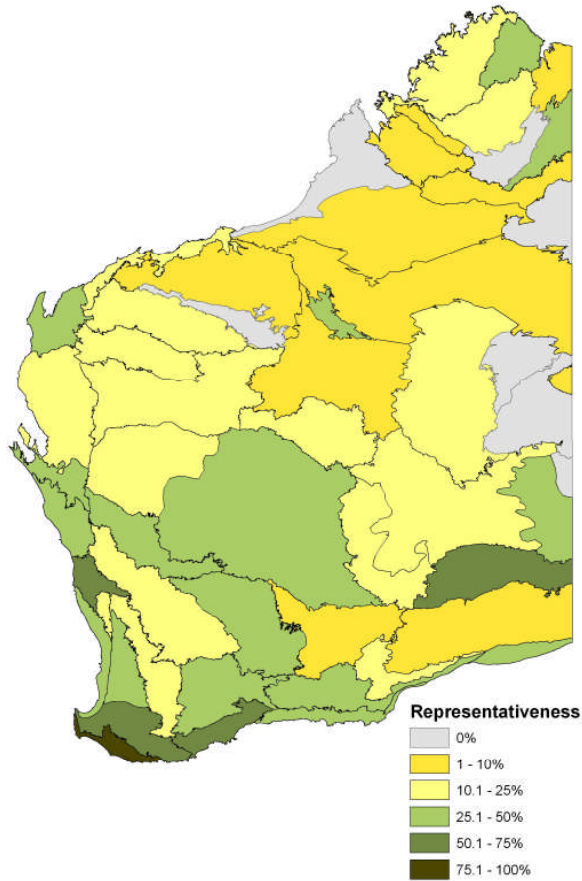 Representativeness
0%
1 - 10%
10.1 - 25%
25.1 - 50%
50.1 - 75%
75.1 - 100%